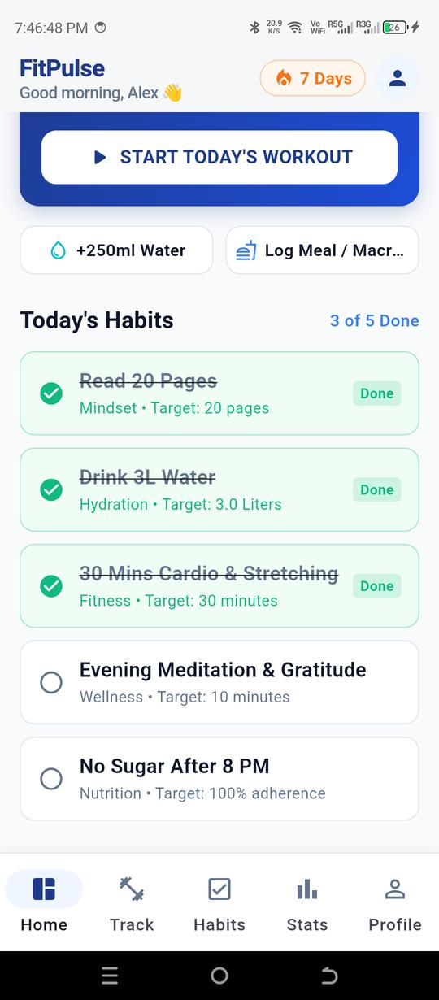 7:46:48 PM
20.9 K/S
Vo WiFi
R5G
R3G
26
FitPulse
Good morning, Alex 👋
7 Days
START TODAY'S WORKOUT
+250ml Water
Log Meal / Macr...
Today's Habits
3 of 5 Done
Read 20 Pages
Mindset • Target: 20 pages
Done
Drink 3L Water
Hydration • Target: 3.0 Liters
Done
30 Mins Cardio & Stretching
Fitness • Target: 30 minutes
Done
Evening Meditation & Gratitude
Wellness • Target: 10 minutes
No Sugar After 8 PM
Nutrition • Target: 100% adherence
Home
Track
Habits
Stats
Profile